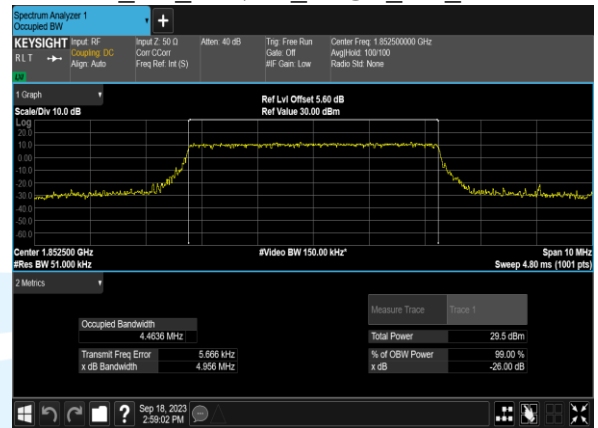 Spectrum Analyzer 1
Occupied BW
+
KEYSIGHT Input: RF Input Z: 50 Ω Atten: 40 dB Trig: Free Run Center Freq: 1.852500000 GHz
RLT Coupling: DC Corr CCorr Gate: Off Avg|Hold: 100/100
Align: Auto Freq Ref: Int (S) #IF Gain: Low Radio Std: None
LV
1 Graph
Ref Lvl Offset 5.60 dB
Scale/Div 10.0 dB Ref Value 30.00 dBm
Log
20.0
10.0
0.00
-10.0
-20.0
-30.0
-40.0
-50.0
-60.0
Center 1.852500 GHz #Video BW 150.00 kHz* Span 10 MHz
#Res BW 51.000 kHz Sweep 4.80 ms (1001 pts)
2 Metrics
Measure Trace Trace 1
Occupied Bandwidth
4.4636 MHz
Total Power 29.5 dBm
Transmit Freq Error 5.666 kHz % of OBW Power 99.00 %
x dB Bandwidth 4.956 MHz x dB -26.00 dB
? Sep 18, 2023
2:59:02 PM